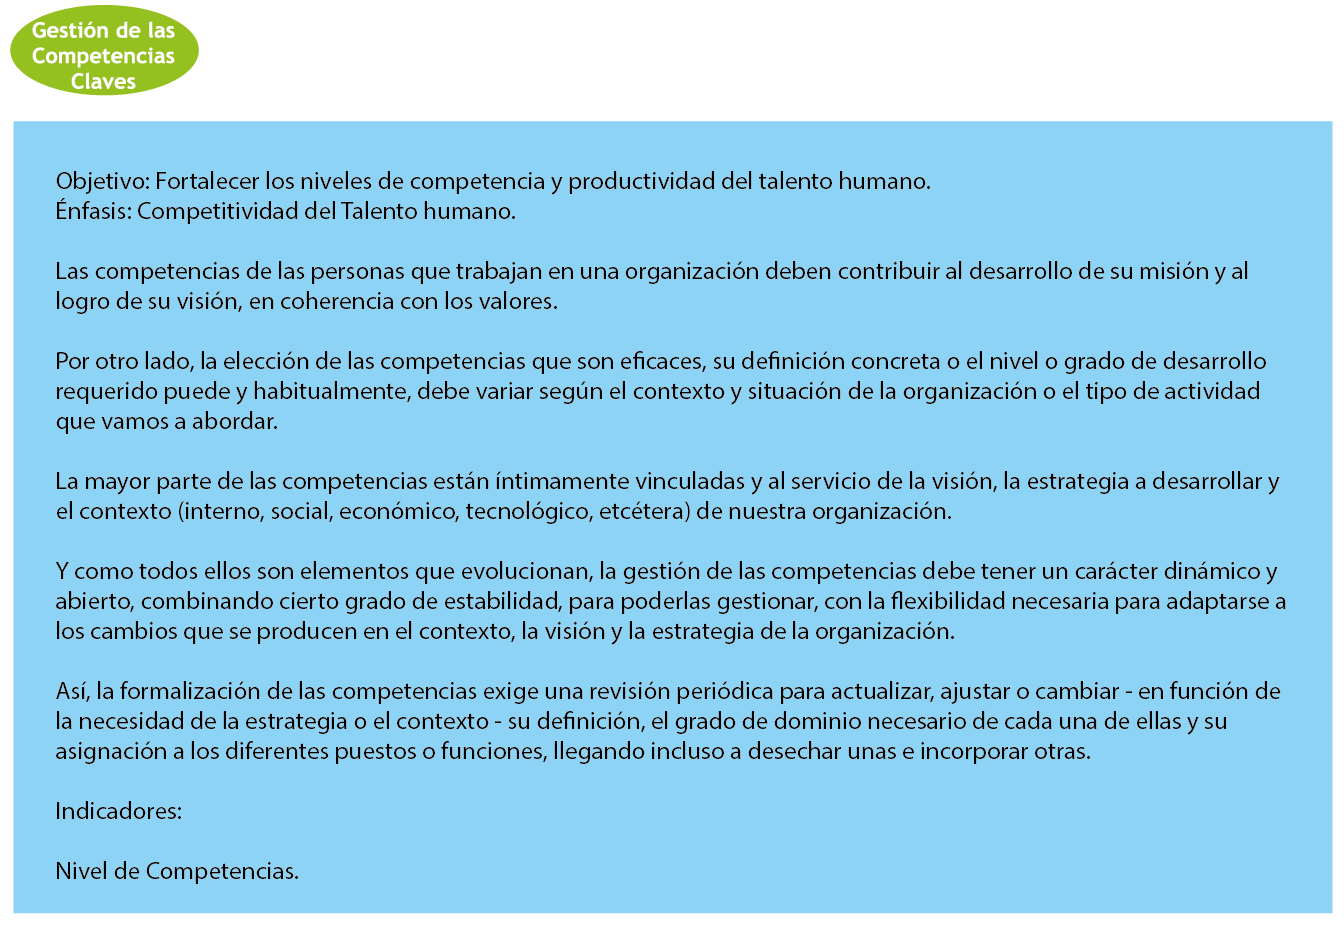 Gestión de las
Competencias
Claves
Objetivo: Fortalecer los niveles de competencia y productividad del talento humano.
Énfasis: Competitividad del Talento humano.
Las competencias de las personas que trabajan en una organización deben contribuir al desarrollo de su misión y al
logro de su visión, en coherencia con los valores.
Por otro lado, la elección de las competencias que son eficaces, su definición concreta o el nivel o grado de desarrollo
requerido puede y habitualmente, debe variar según el contexto y situación de la organización o el tipo de actividad
que vamos a abordar.
La mayor parte de las competencias están íntimamente vinculadas y al servicio de la visión, la estrategia a desarrollar y
el contexto (interno, social, económico, tecnológico, etcétera) de nuestra organización.
Y como todos ellos son elementos que evolucionan, la gestión de las competencias debe tener un carácter dinámico y
abierto, combinando cierto grado de estabilidad, para poderlas gestionar, con la flexibilidad necesaria para adaptarse a
los cambios que se producen en el contexto, la visión y la estrategia de la organización.
Así, la formalización de las competencias exige una revisión periódica para actualizar, ajustar o cambiar - en función de
la necesidad de la estrategia o el contexto - su definición, el grado de dominio necesario de cada una de ellas y su
asignación a los diferentes puestos o funciones, llegando incluso a desechar unas e incorporar otras.
Indicadores:
Nivel de Competencias.